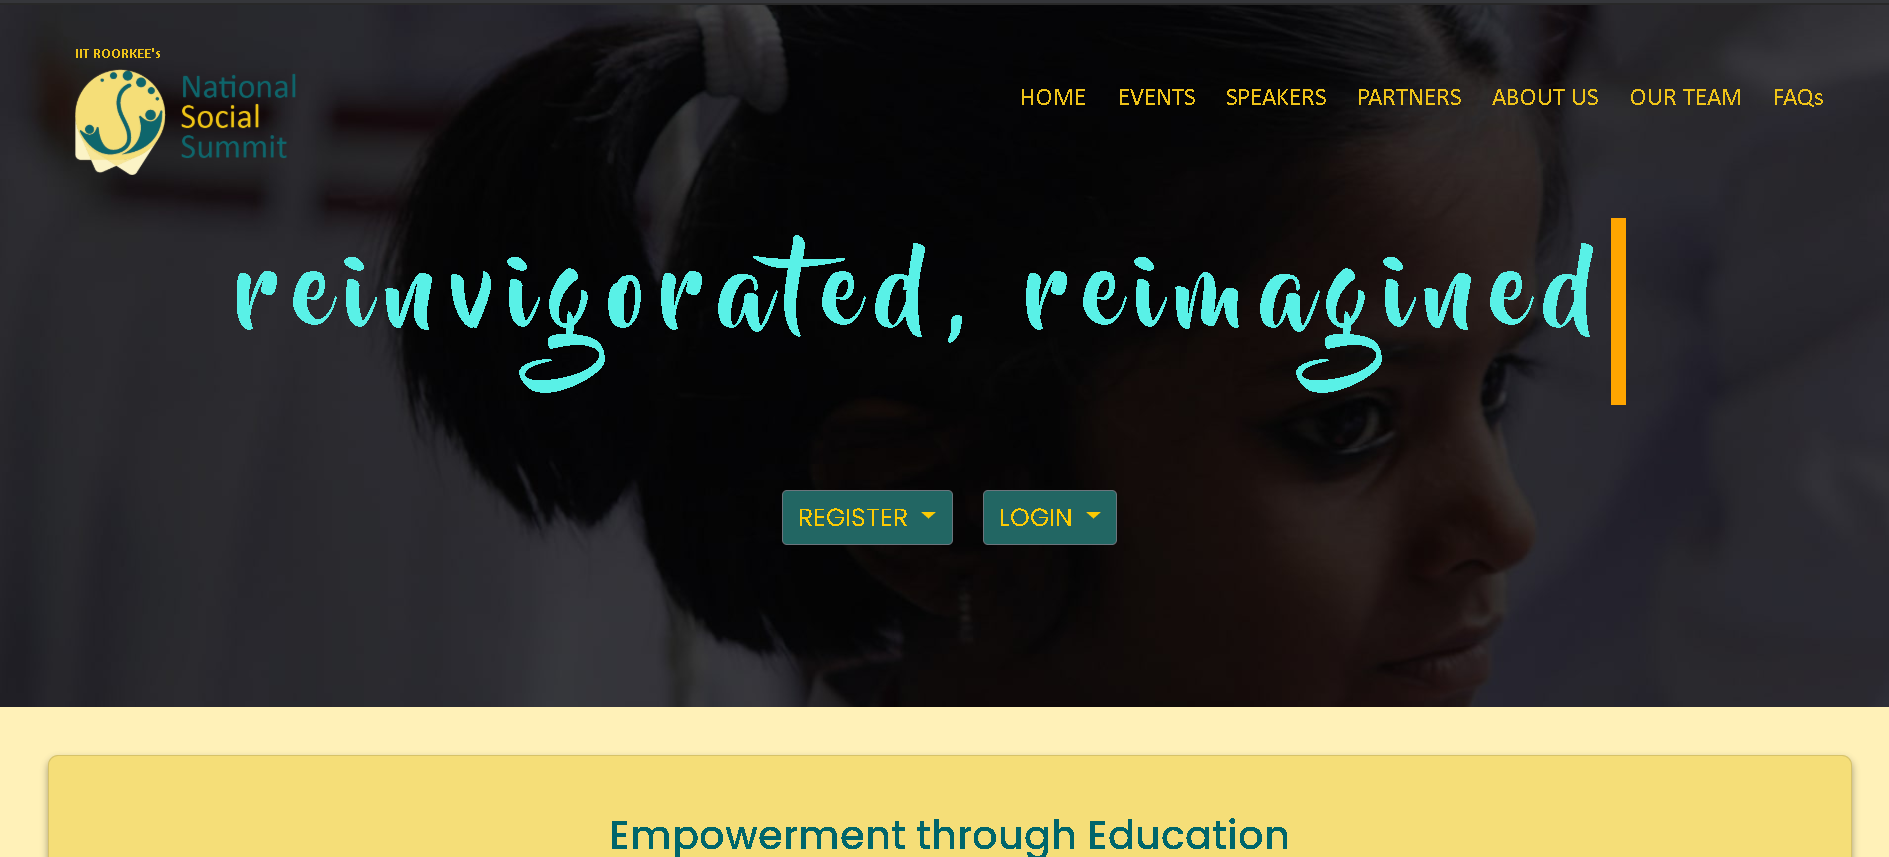 IIT ROORKEE's
National
Social
Summit
HOME EVENTS SPEAKERS PARTNERS ABOUT US OUR TEAM FAQs
reinvigorated, reimagined
REGISTER LOGIN
Empowerment through Education